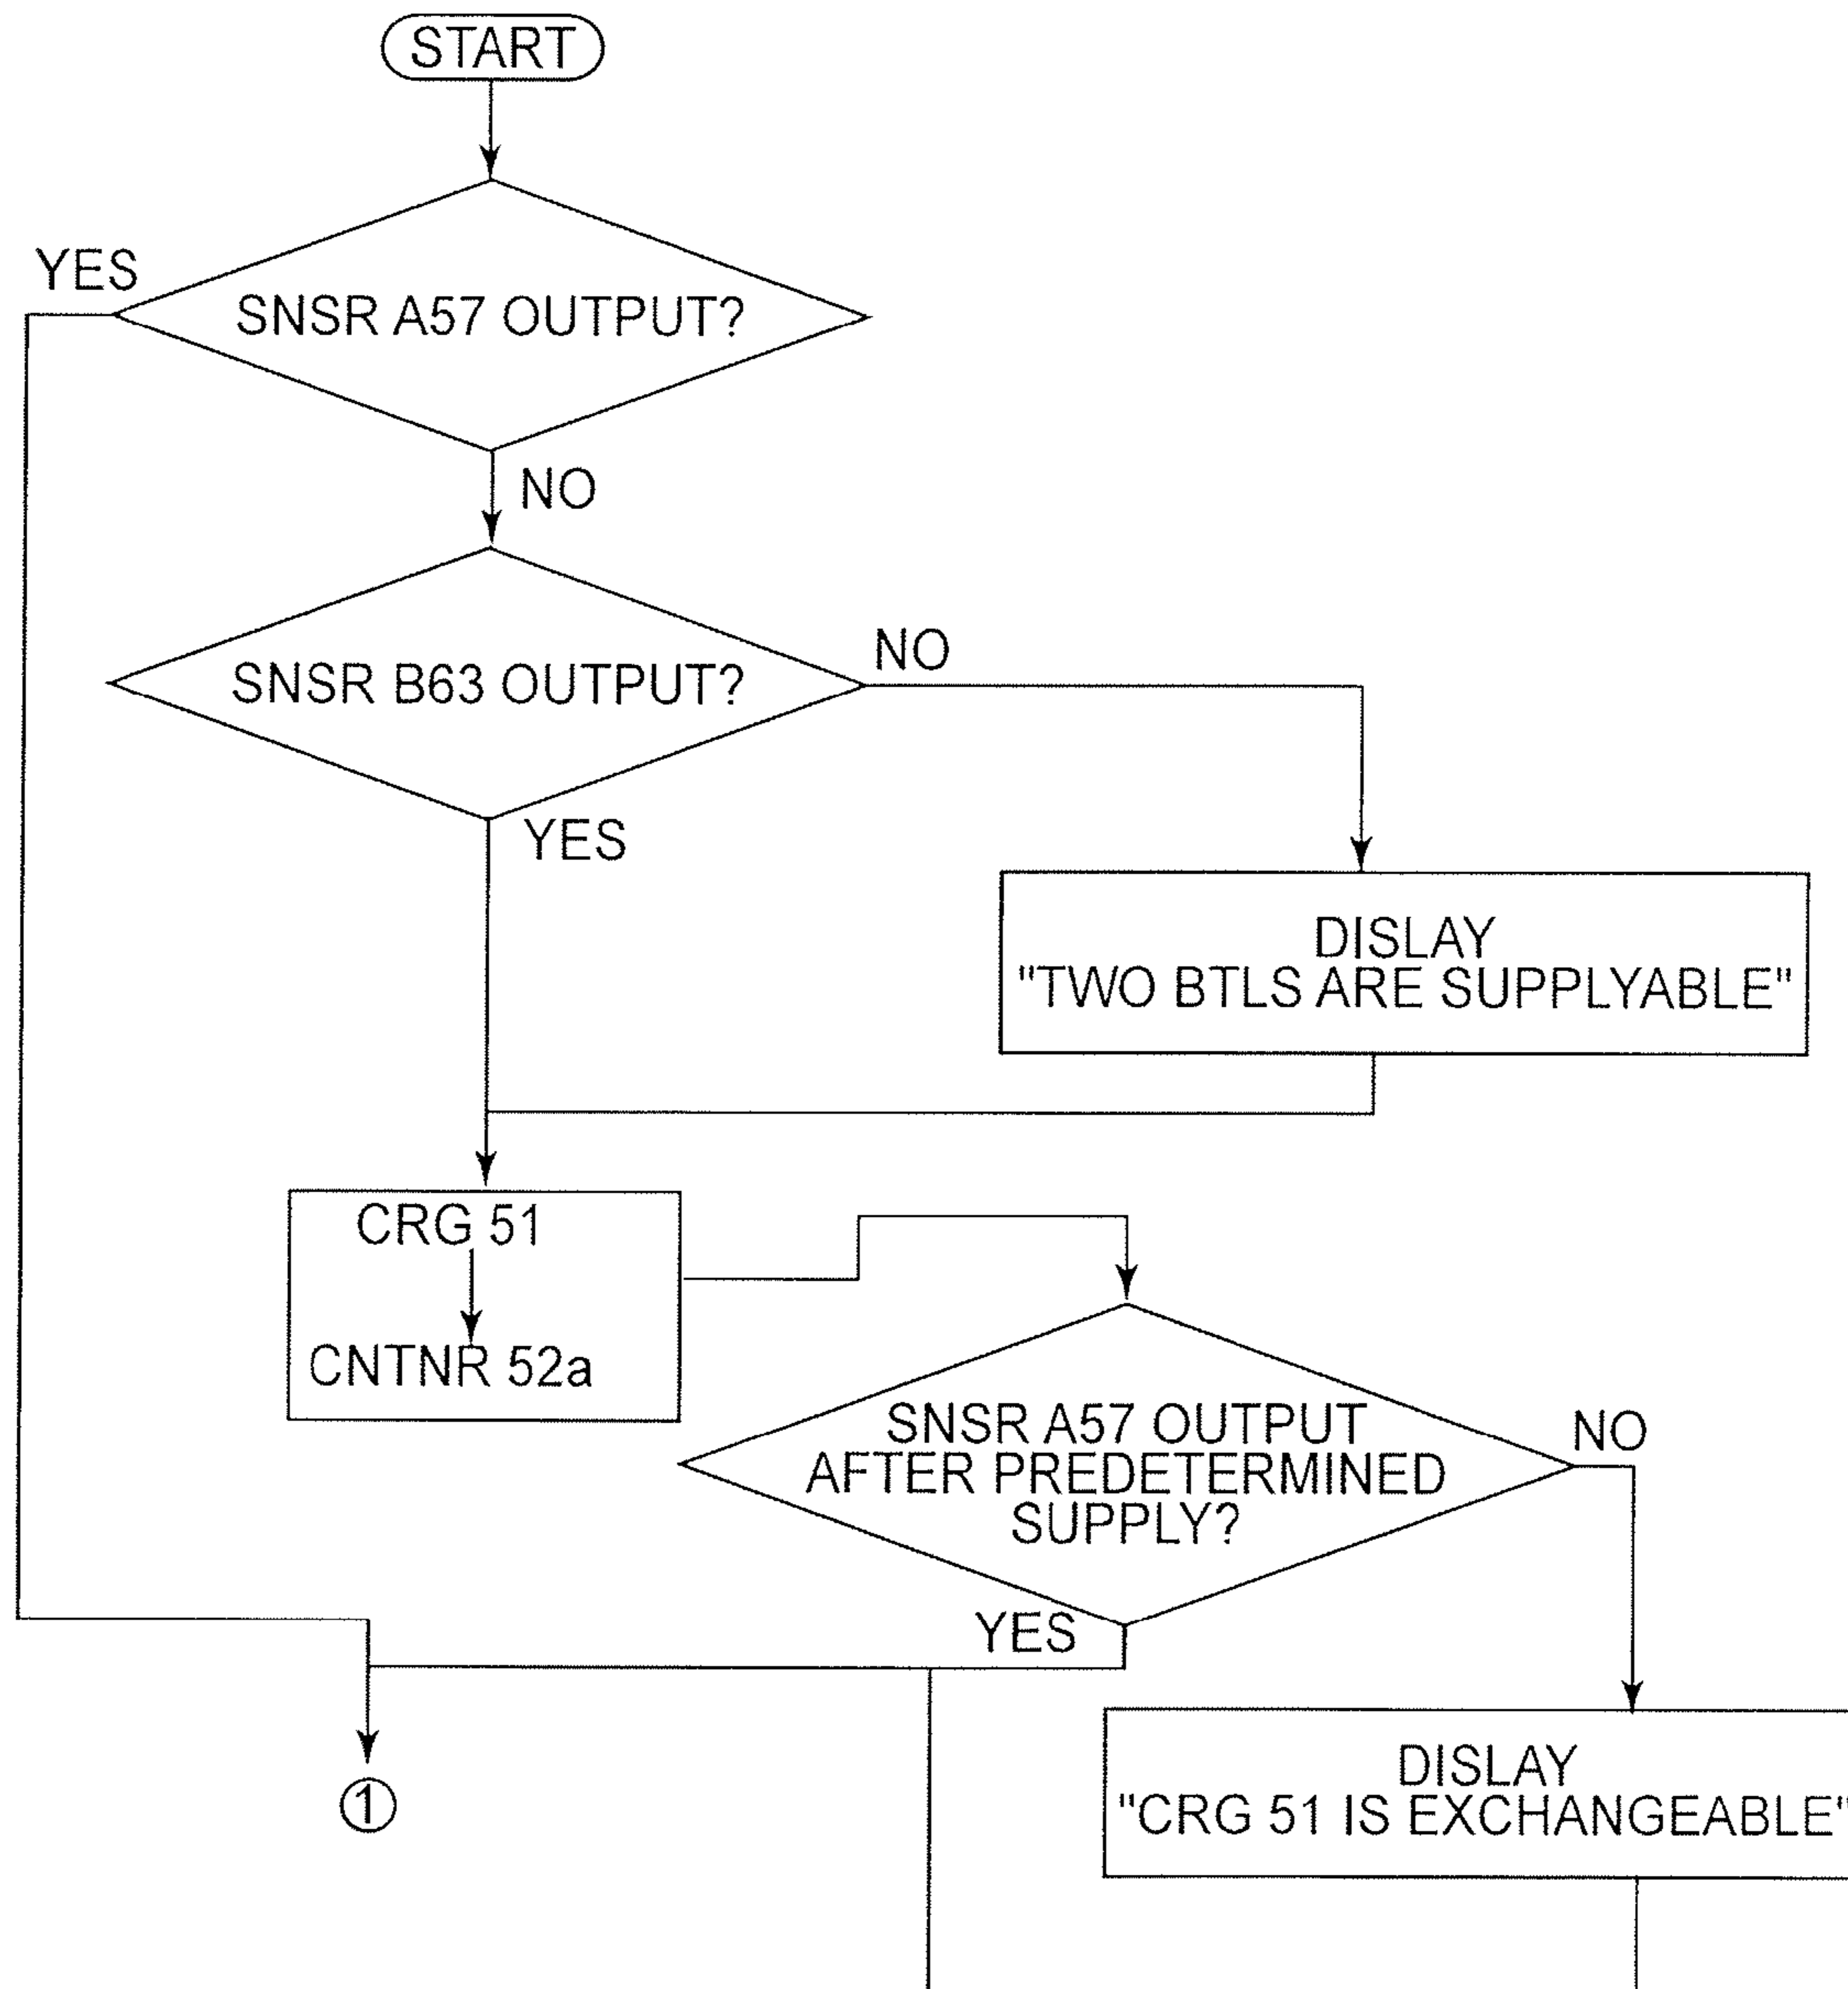 START
YES
SNSR A57 OUTPUT?
NO
SNSR B63 OUTPUT?
NO
YES
DISLAY
"TWO BTLS ARE SUPPLYABLE"
CRG 51
CNTNR 52a
SNSR A57 OUTPUT
AFTER PREDETERMINED
SUPPLY?
NO
YES
DISLAY
"CRG 51 IS EXCHANGEABLE"
①